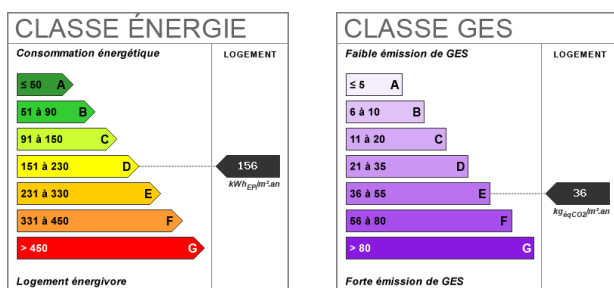 CLASSE ÉNERGIE
Consommation énergétique
LOGEMENT
≤ 50 A
51 à 90 B
91 à 150 C
151 à 230 D
156
kWhEP/m².an
231 à 330 E
331 à 450 F
> 450 G
Logement énergivore
CLASSE GES
Faible émission de GES
LOGEMENT
≤ 5 A
6 à 10 B
11 à 20 C
21 à 35 D
36 à 55 E
36
kgéqCO2/m².an
56 à 80 F
> 80 G
Forte émission de GES